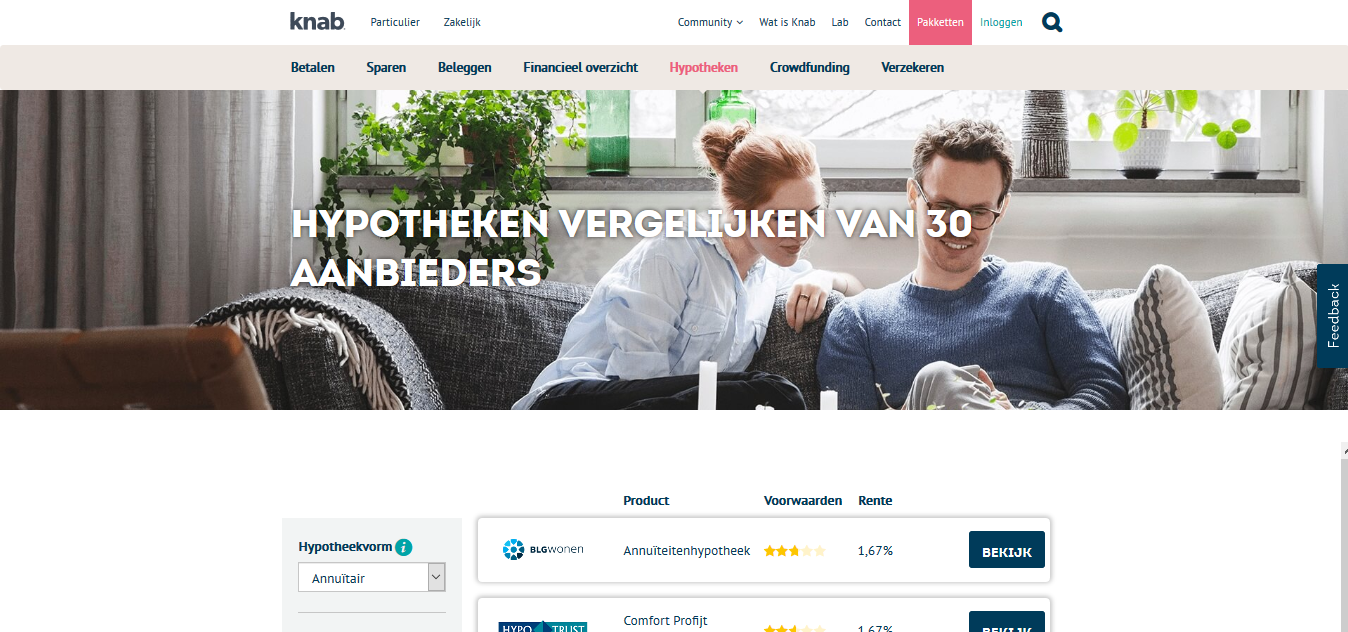 knab.
Particulier Zakelijk Community Wat is Knab Lab Contact Pakketten Inloggen
Betalen Sparen Beleggen Financieel overzicht Hypotheken Crowdfunding Verzekeren
HYPOTHEKEN VERGELIJKEN VAN 30
AANBIEDERS
Feedback
Product Voorwaarden Rente
Hypotheekvorm i
Annuïtair
BLGwonen Annuïteitenhypotheek 1,67% BEKIJK
HYPO TRUST Comfort Profijt 1,67% BEKIJK